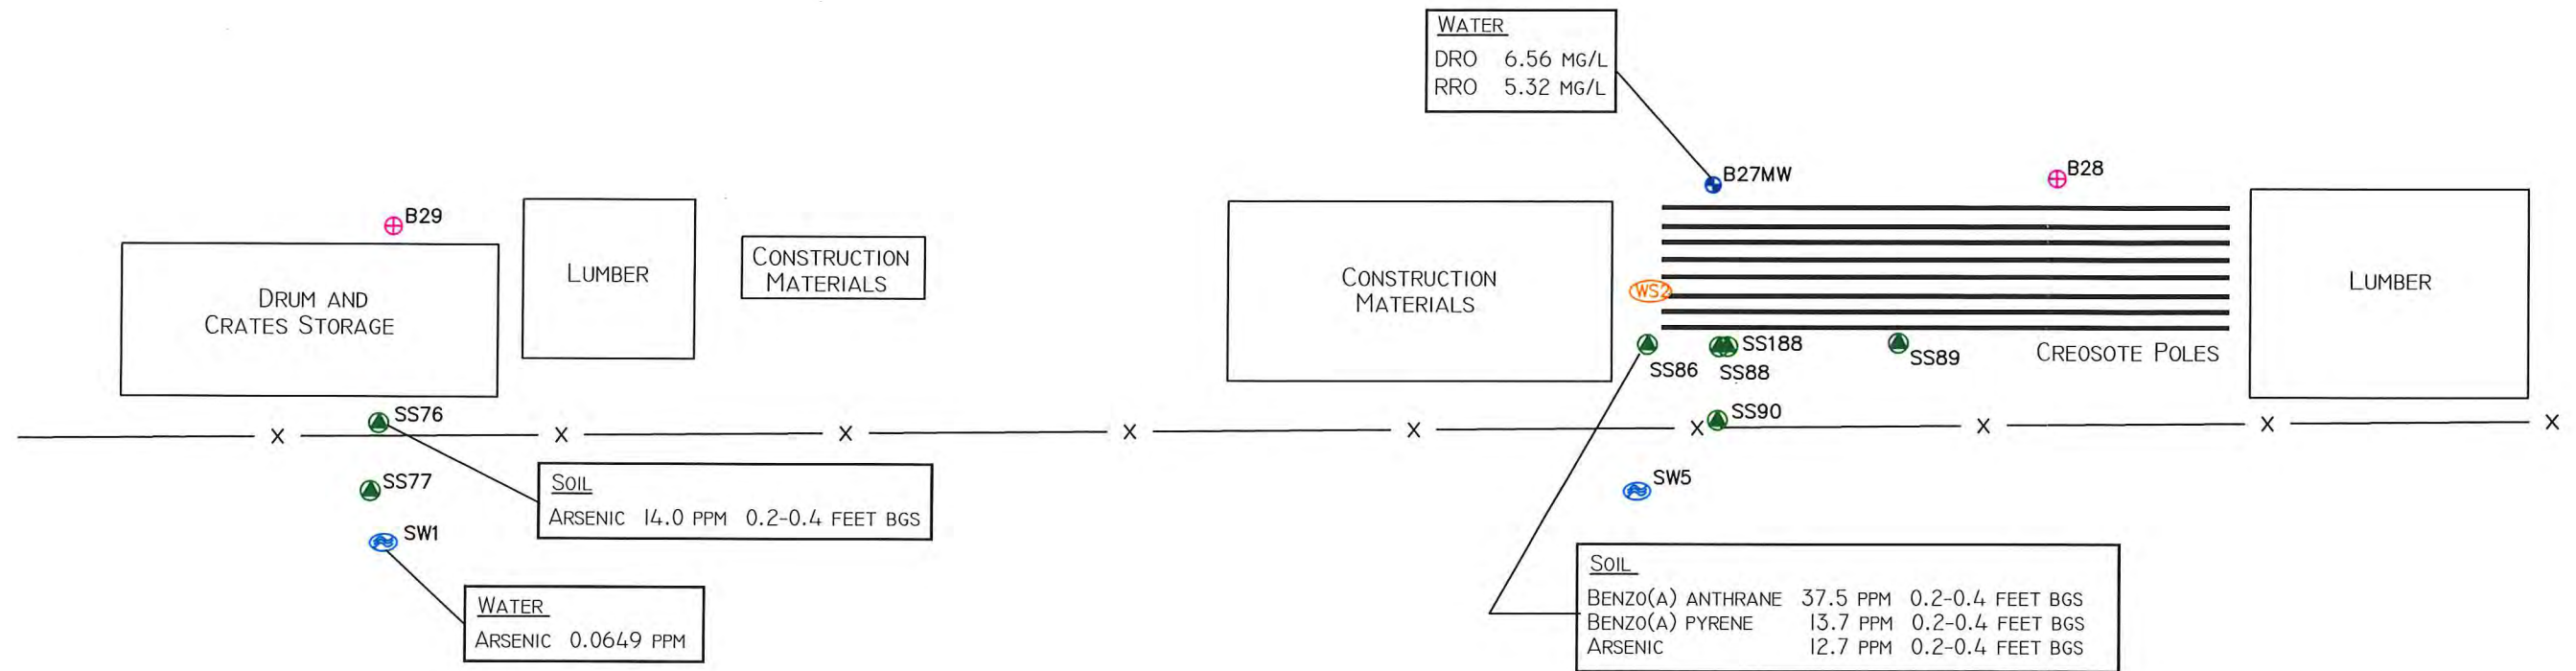 WATER
DRO 6.56 MG/L
RRO 5.32 MG/L
B27MW
B28
B29
DRUM AND
CRATES STORAGE
LUMBER
CONSTRUCTION
MATERIALS
CONSTRUCTION
MATERIALS
WS2
LUMBER
SS86
SS188
SS88
SS89
CREOSOTE POLES
SS76
SS90
X X X X X X X X X
SS77
SOIL
ARSENIC 14.0 PPM 0.2-0.4 FEET BGS
SW5
SW1
WATER
ARSENIC 0.0649 PPM
SOIL
BENZO(A) ANTHRANE 37.5 PPM 0.2-0.4 FEET BGS
BENZO(A) PYRENE 13.7 PPM 0.2-0.4 FEET BGS
ARSENIC 12.7 PPM 0.2-0.4 FEET BGS